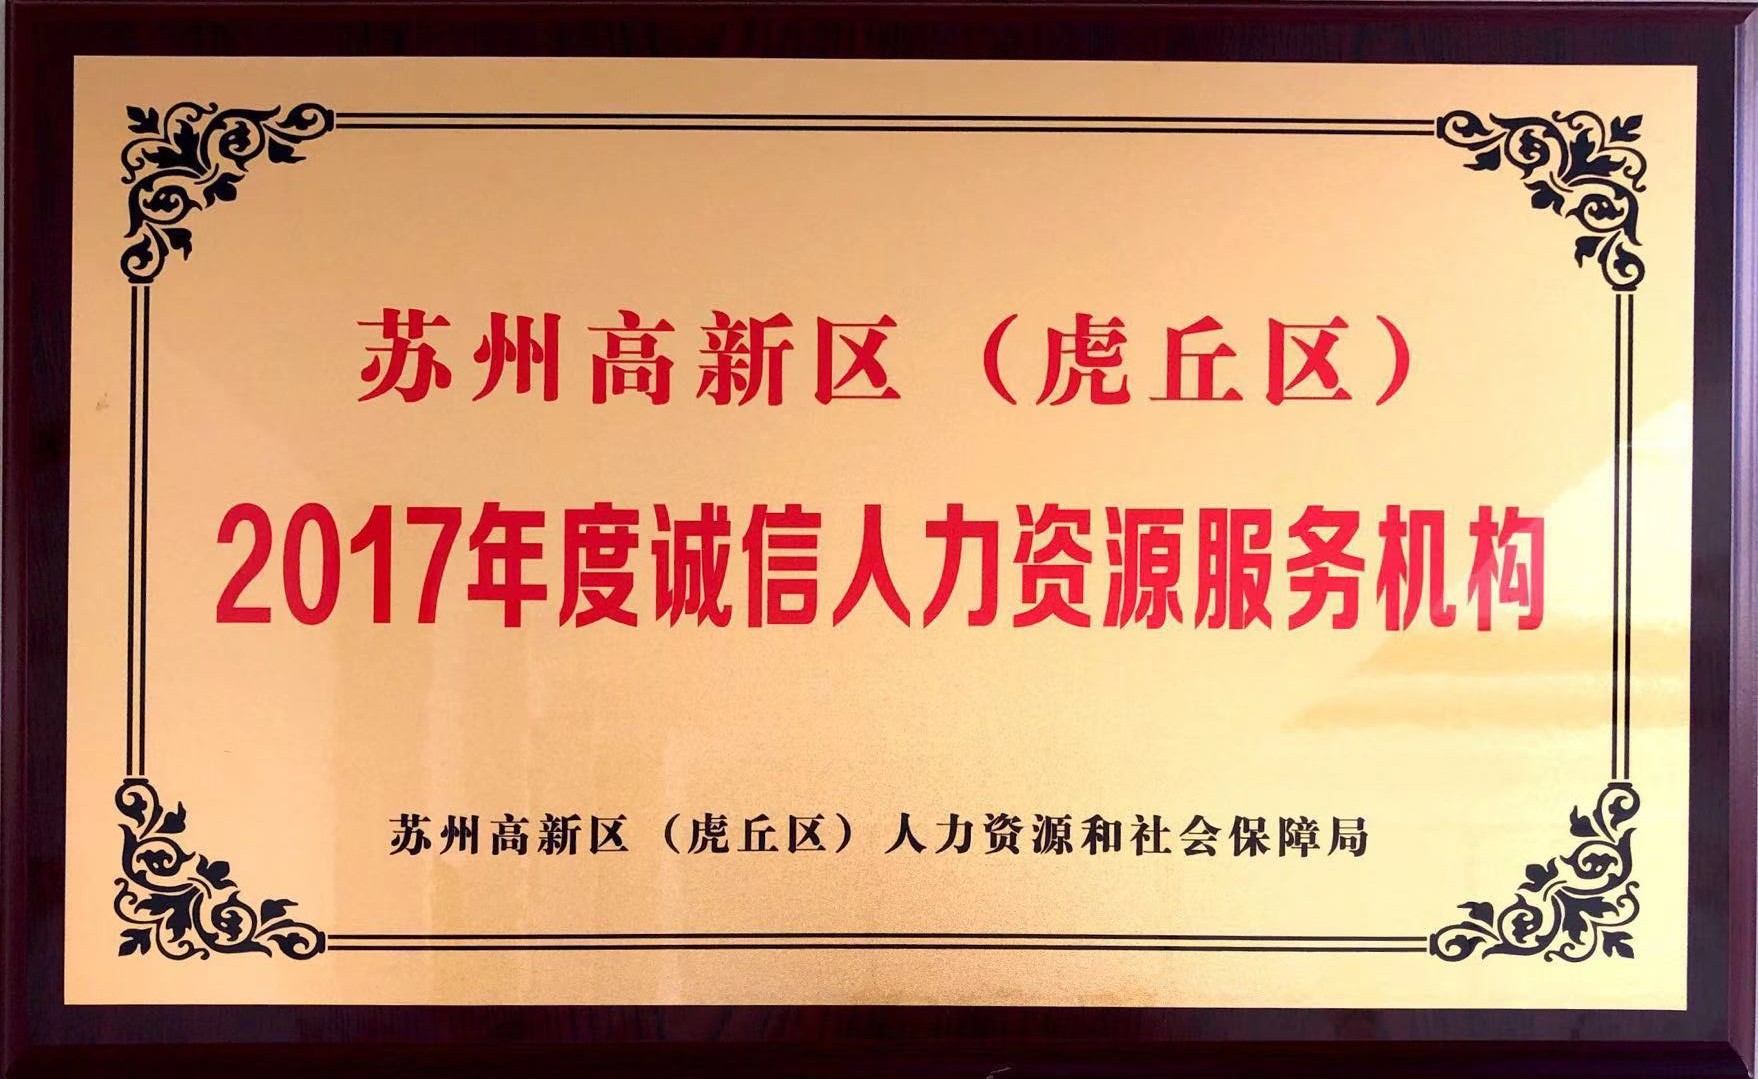 苏州高新区（虎丘区）
2017年度诚信人力资源服务机构
苏州高新区（虎丘区）人力资源和社会保障局